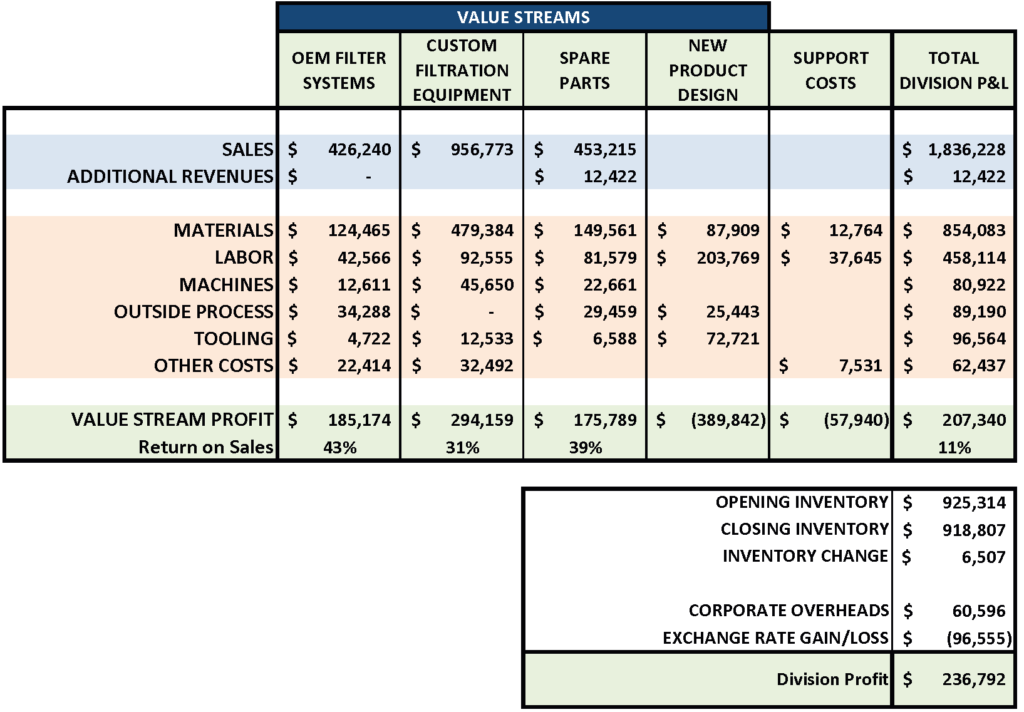 VALUE STREAMS
OEM FILTER SYSTEMS CUSTOM FILTRATION EQUIPMENT SPARE PARTS NEW PRODUCT DESIGN SUPPORT COSTS TOTAL DIVISION P&L
SALES $ 426,240 $ 956,773 $ 453,215 $ 1,836,228
ADDITIONAL REVENUES $ - $ 12,422 $ 12,422
MATERIALS $ 124,465 $ 479,384 $ 149,561 $ 87,909 $ 12,764 $ 854,083
LABOR $ 42,566 $ 92,555 $ 81,579 $ 203,769 $ 37,645 $ 458,114
MACHINES $ 12,611 $ 45,650 $ 22,661 $ 80,922
OUTSIDE PROCESS $ 34,288 $ - $ 29,459 $ 25,443 $ 89,190
TOOLING $ 4,722 $ 12,533 $ 6,588 $ 72,721 $ 96,564
OTHER COSTS $ 22,414 $ 32,492 $ 7,531 $ 62,437
VALUE STREAM PROFIT $ 185,174 $ 294,159 $ 175,789 $ (389,842) $ (57,940) $ 207,340
Return on Sales 43% 31% 39% 11%
OPENING INVENTORY $ 925,314
CLOSING INVENTORY $ 918,807
INVENTORY CHANGE $ 6,507
CORPORATE OVERHEADS $ 60,596
EXCHANGE RATE GAIN/LOSS $ (96,555)
Division Profit $ 236,792